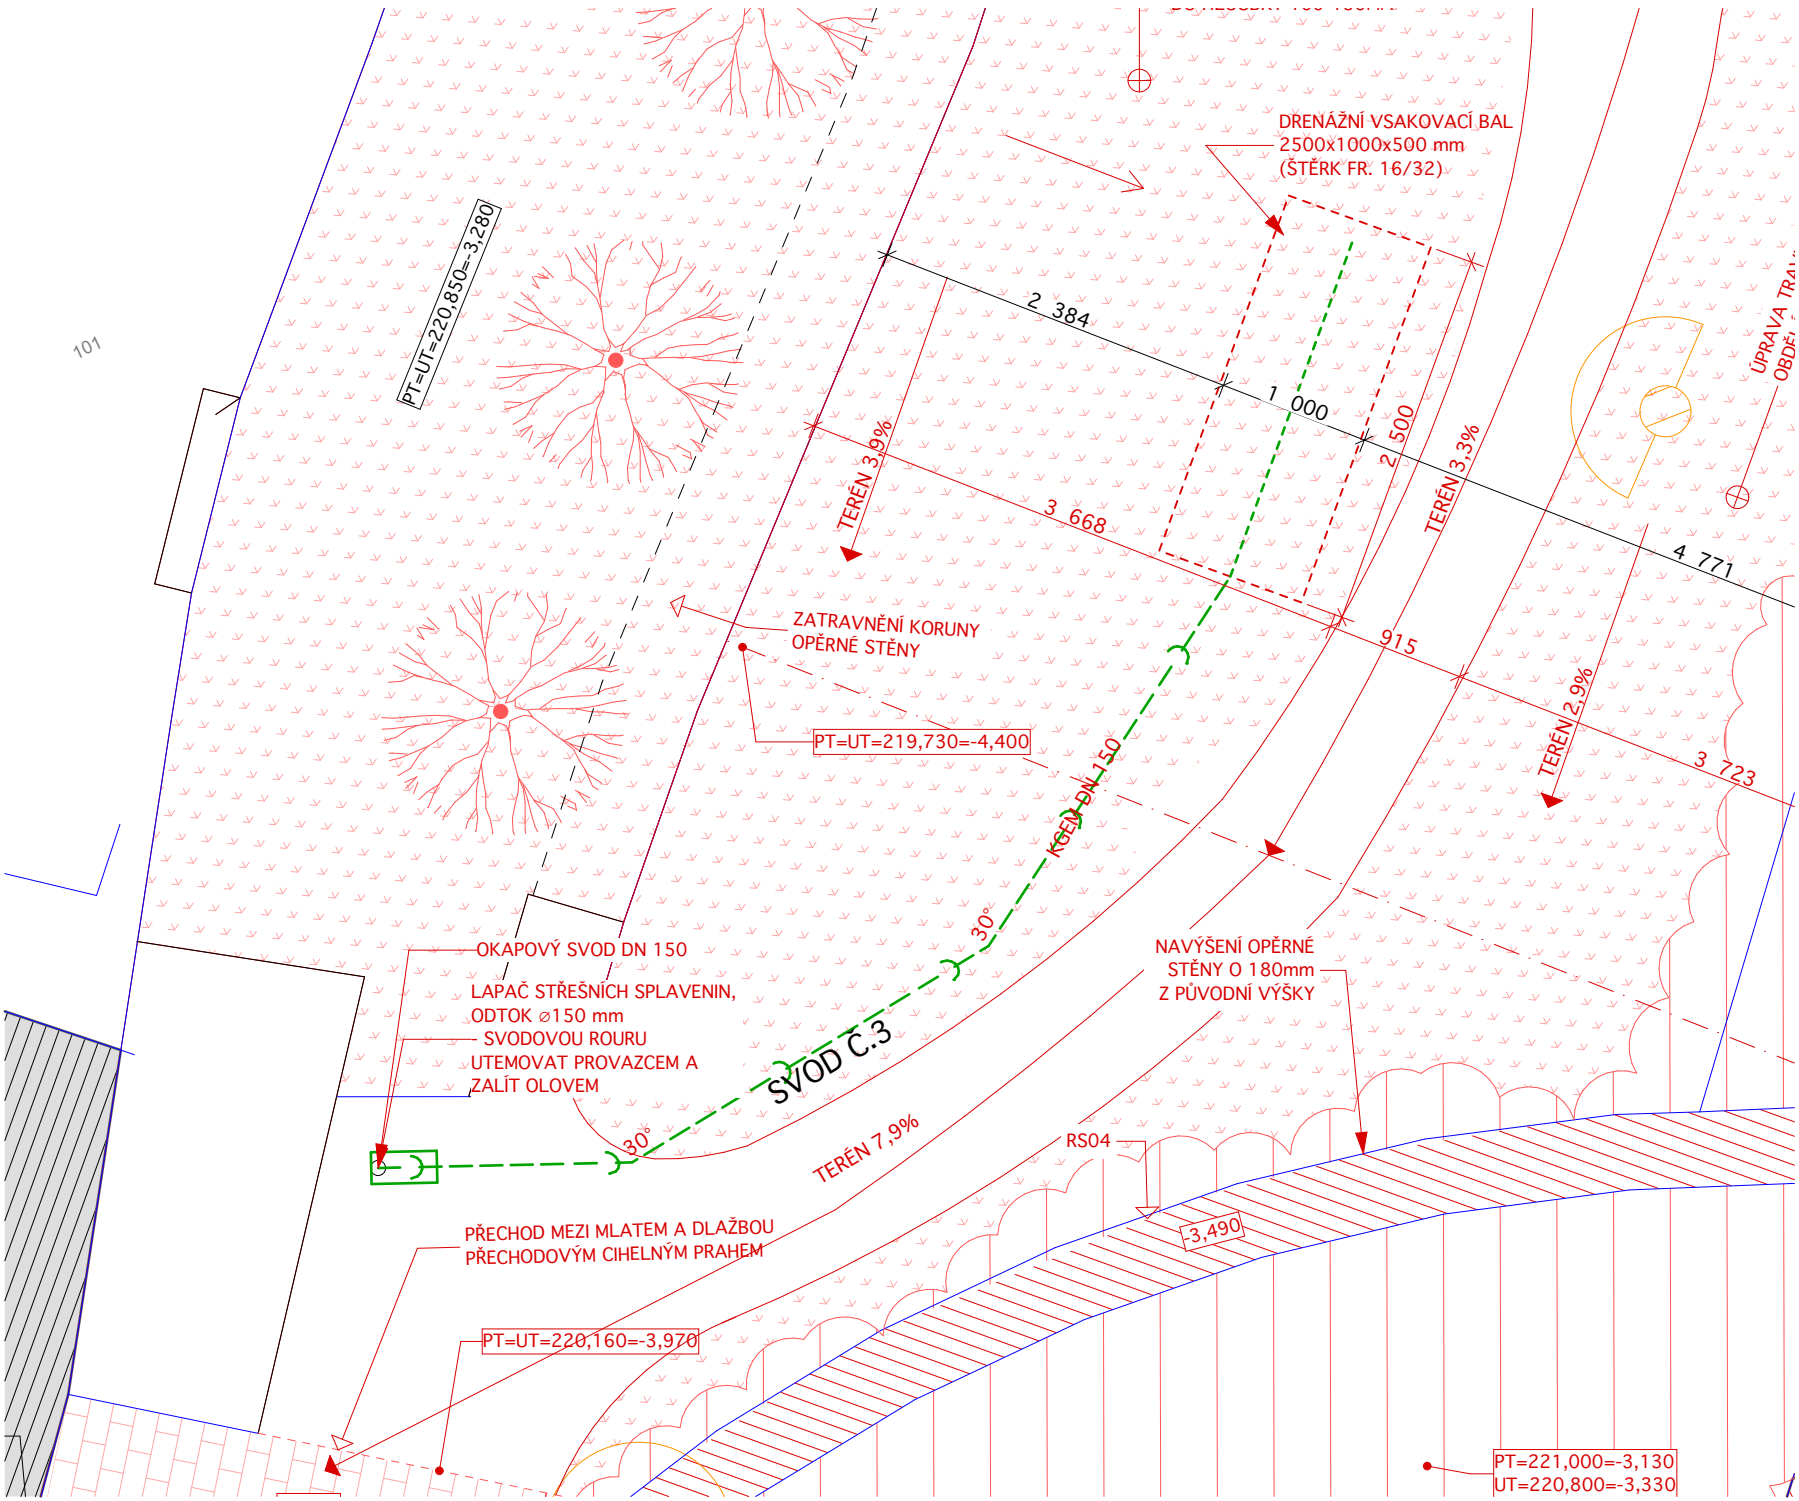 DRENÁŽNÍ VSAKOVACÍ BAL
2500x1000x500 mm
(ŠTĚRK FR. 16/32)
PT=UT=220,850=-3,280
101
2 384
1 000
2 500
TERÉN 3,9%
TERÉN 3,3%
3 668
4 771
ÚPRAVA
915
ZATRAVNĚNÍ KORUNY
OPĚRNÉ STĚNY
PT=UT=219,730=-4,400
TERÉN 2,9%
3 723
KGEM DN 150
30°
OKAPOVÝ SVOD DN 150
LAPAČ STŘEŠNÍCH SPLAVENIN,
ODTOK ⌀150 mm
SVODOVOU ROURU
UTEMOVAT PROVAZCEM A
ZALÍT OLOVEM
NAVÝŠENÍ OPĚRNÉ
STĚNY O 180mm
Z PŮVODNÍ VÝŠKY
SVOD Č.3
30°
TERÉN 7,9%
RS04
-3,490
PŘECHOD MEZI MLATEM A DLAŽBOU
PŘECHODOVÝM CIHELNÝM PRAHEM
PT=UT=220,160=-3,970
PT=221,000=-3,130
UT=220,800=-3,330